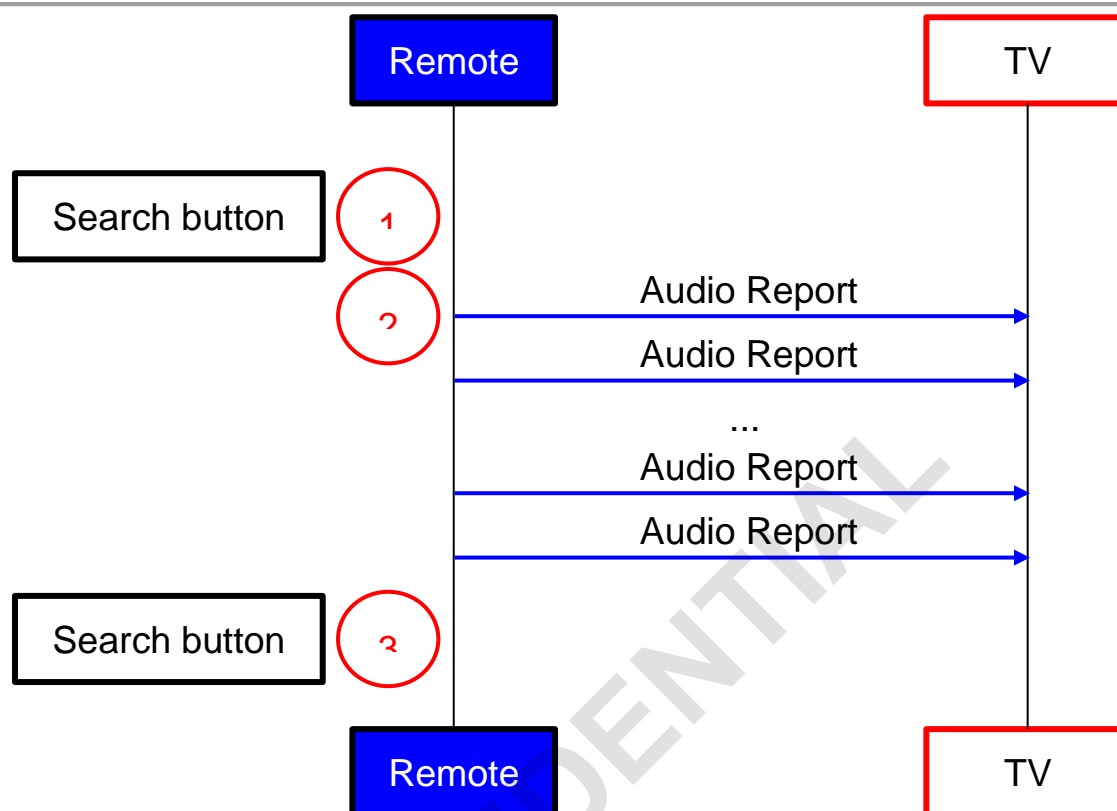 Remote
TV
Search button
1
2
Audio Report
Audio Report
...
Audio Report
Audio Report
Search button
3
Remote
TV